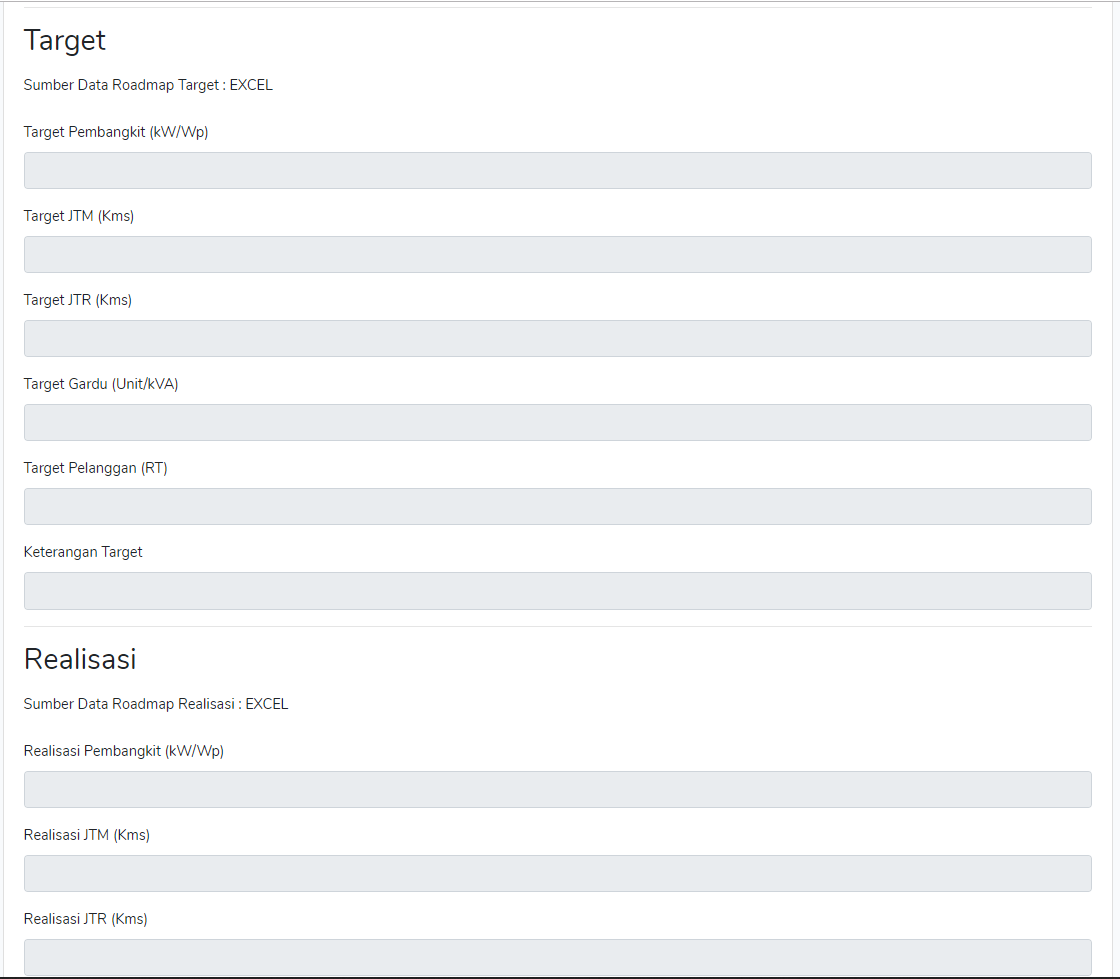 Target
Sumber Data Roadmap Target : EXCEL
Target Pembangkit (kW/Wp)
Target JTM (Kms)
Target JTR (Kms)
Target Gardu (Unit/kVA)
Target Pelanggan (RT)
Keterangan Target
Realisasi
Sumber Data Roadmap Realisasi : EXCEL
Realisasi Pembangkit (kW/Wp)
Realisasi JTM (Kms)
Realisasi JTR (Kms)